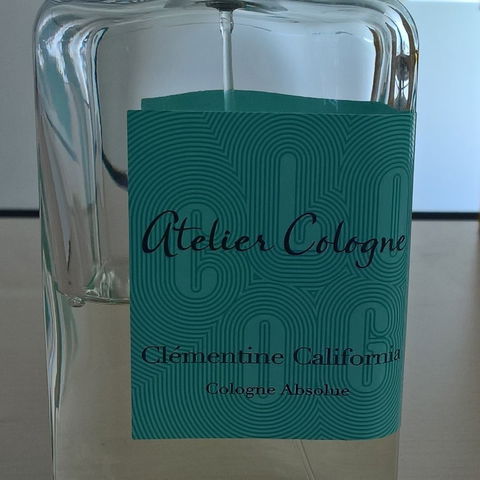 Atelier Cologne
Clémentine California
Cologne Absolue